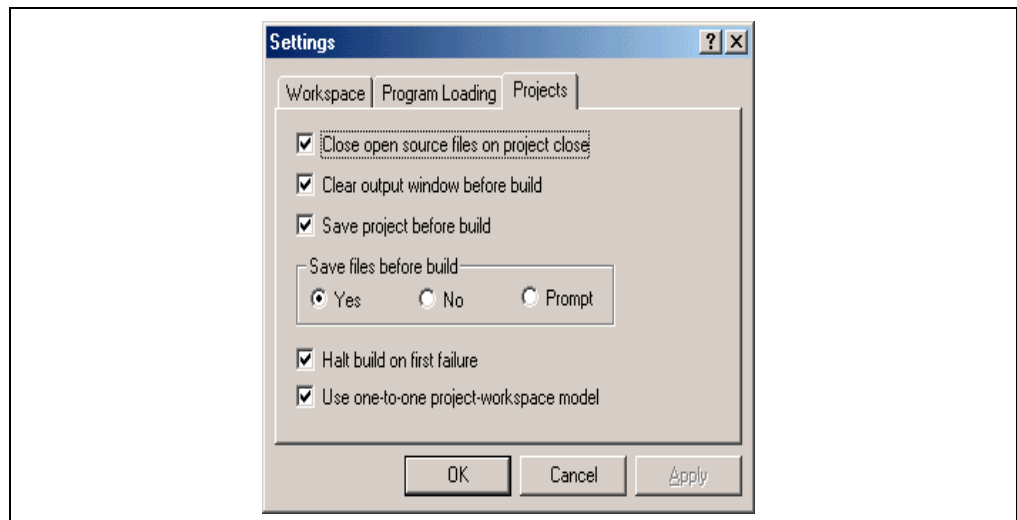 Settings
Workspace Program Loading Projects
Close open source files on project close
Clear output window before build
Save project before build
Save files before build
Yes No Prompt
Halt build on first failure
Use one-to-one project-workspace model
OK Cancel Apply